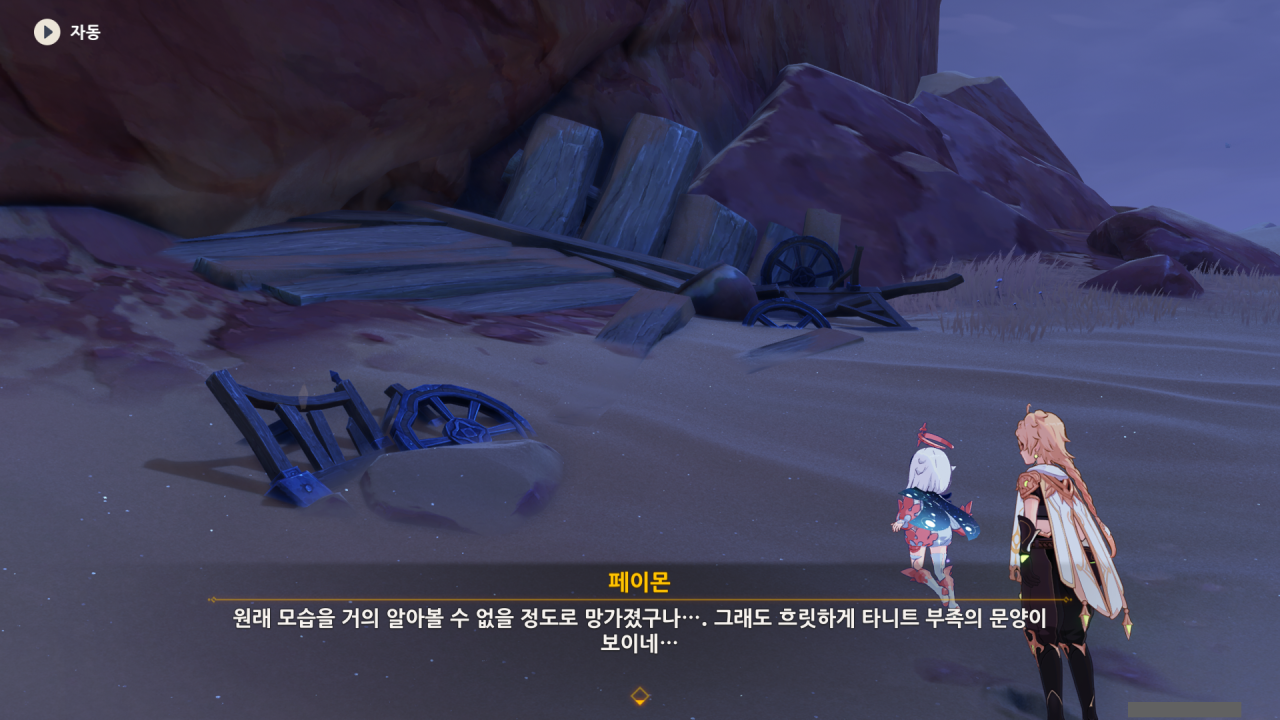 자동
페이몬
원래 모습을 거의 알아볼 수 없을 정도로 망가졌구나…. 그래도 흐릿하게 타니트 부족의 문양이
보이네…